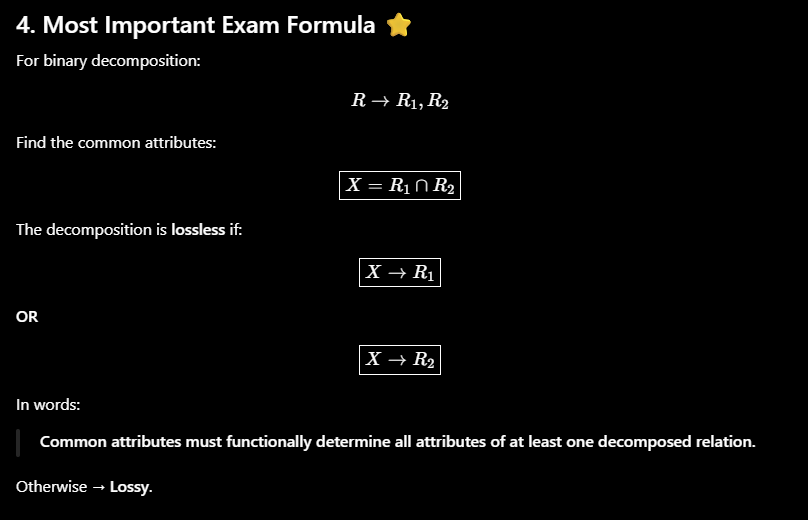 4. Most Important Exam Formula ⭐
For binary decomposition:
R → R₁, R₂
Find the common attributes:
X = R₁ ∩ R₂
The decomposition is lossless if:
X → R₁
OR
X → R₂
In words:
Common attributes must functionally determine all attributes of at least one decomposed relation.
Otherwise → Lossy.